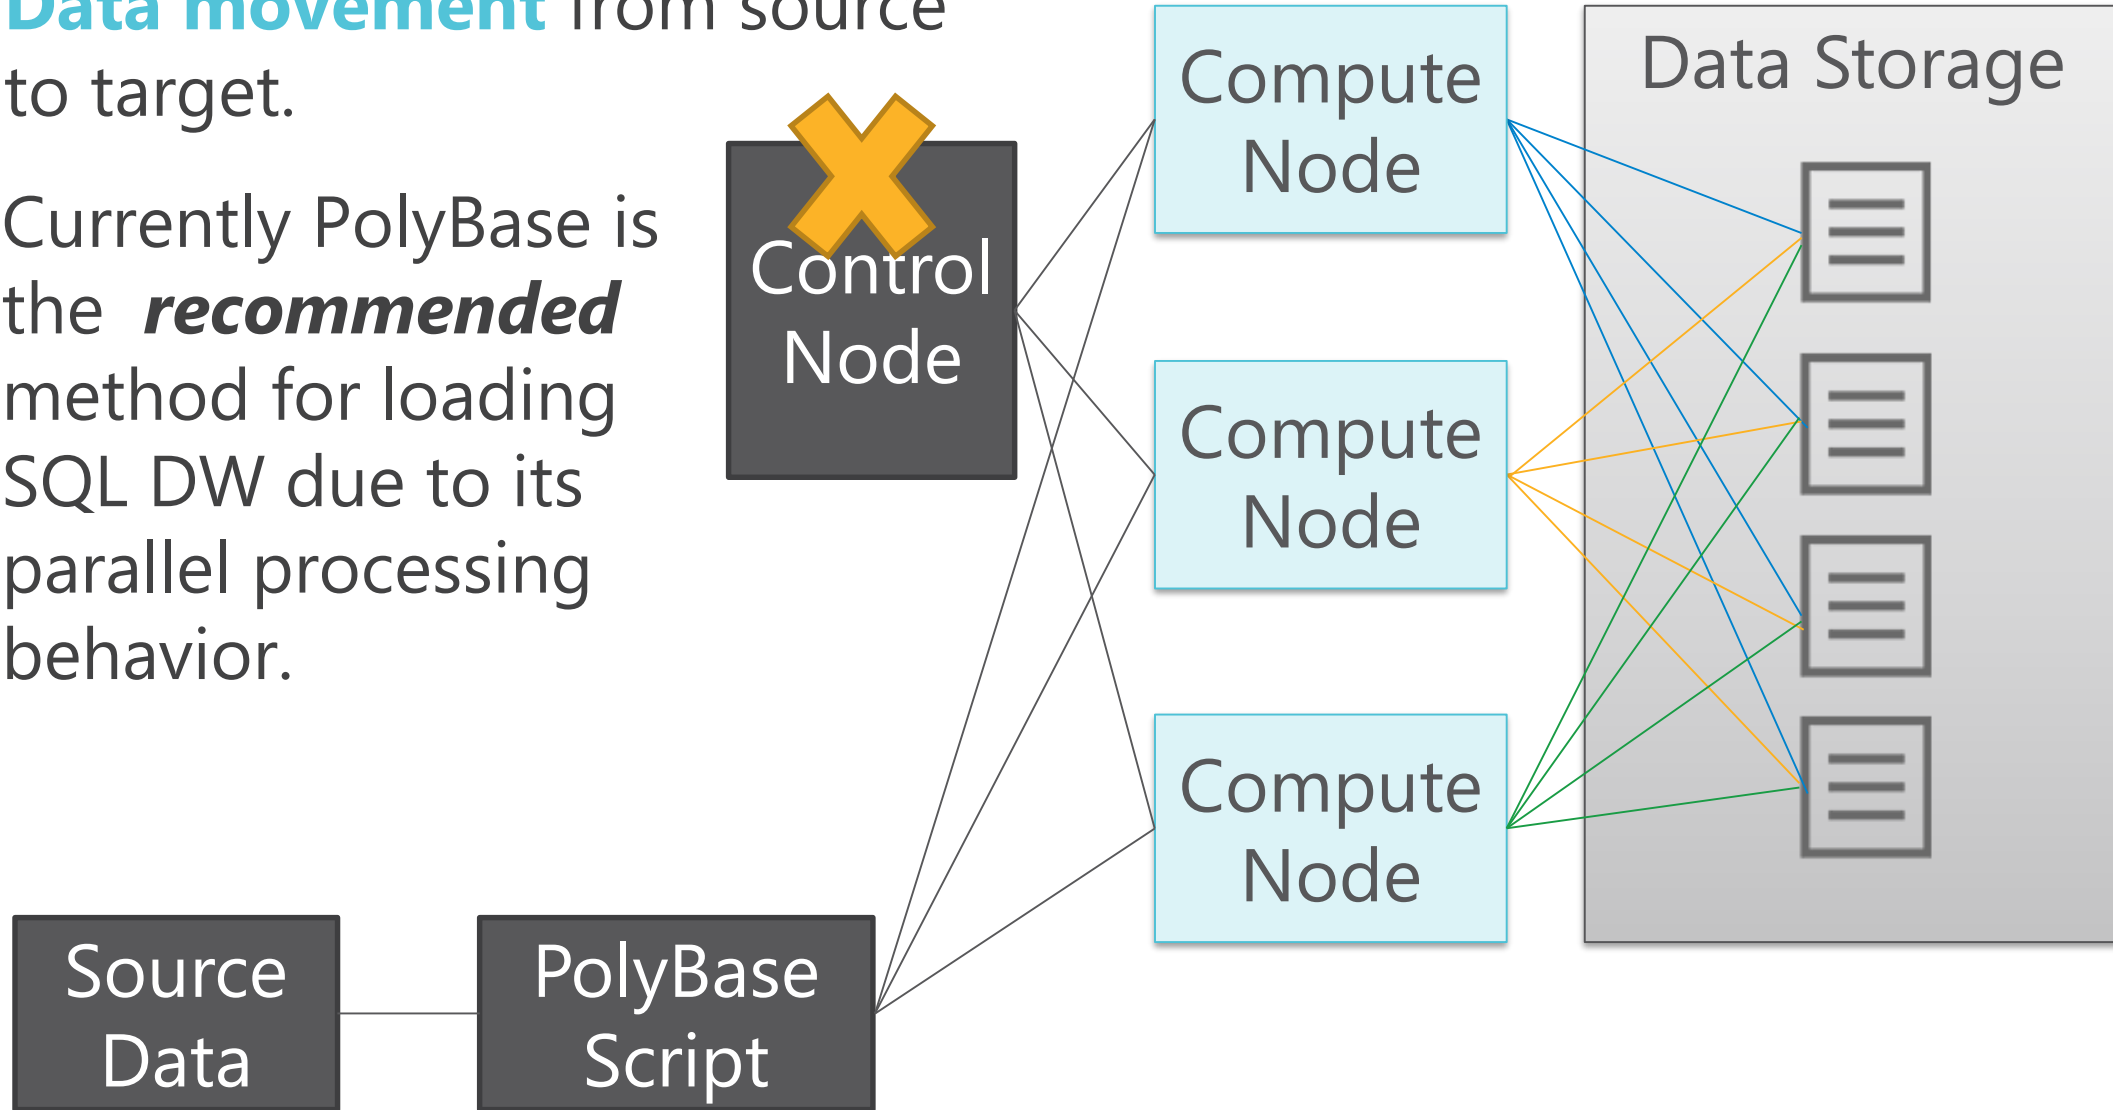 Data movement from source
to target.
Currently PolyBase is
the recommended
method for loading
SQL DW due to its
parallel processing
behavior.
Control
Node
Compute
Node
Compute
Node
Compute
Node
Data Storage
Source
Data
PolyBase
Script